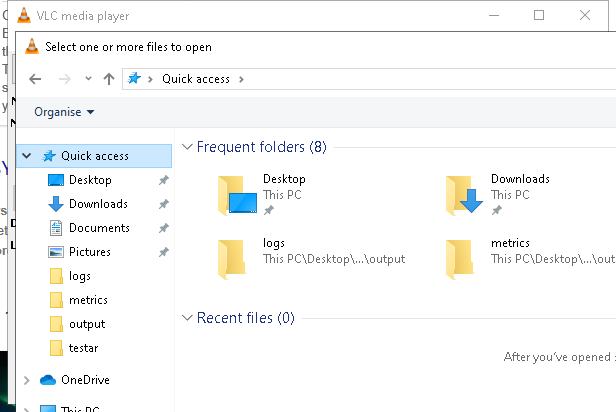 VLC media player
Select one or more files to open
Quick access
Organise
Quick access
Desktop
Downloads
Documents
Pictures
logs
metrics
output
testar
OneDrive
This PC
Frequent folders (8)
Desktop
This PC
Downloads
This PC
logs
This PC\Desktop\...\output
metrics
This PC\Desktop\...\ou
Recent files (0)
After you've opened